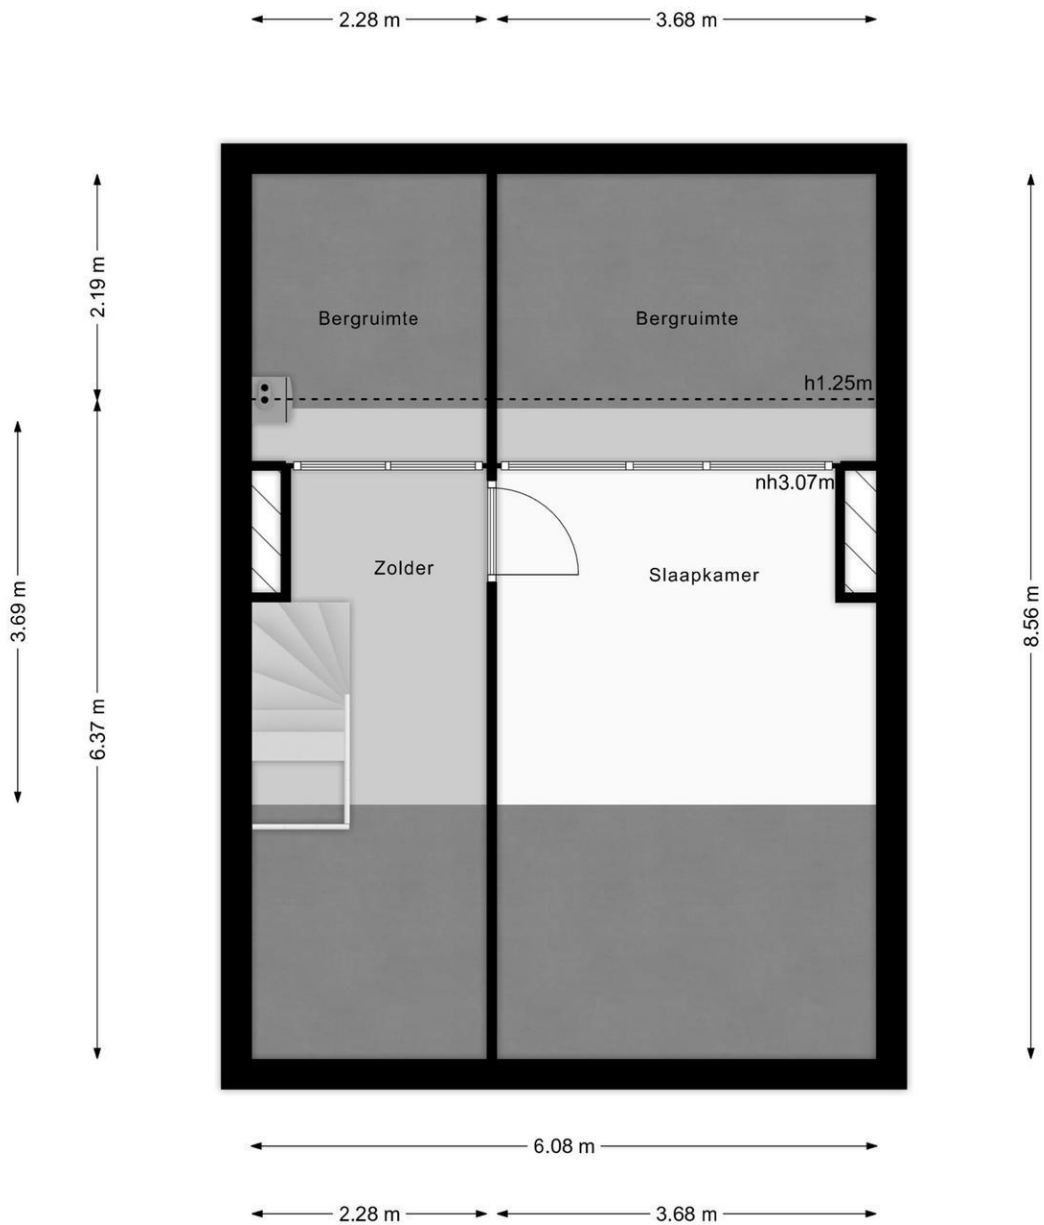 2.28 m
3.68 m
2.19 m
Bergruimte
Bergruimte
h1.25m
nh3.07m
Zolder
Slaapkamer
3.69 m
8.56 m
6.37 m
6.08 m
2.28 m
3.68 m